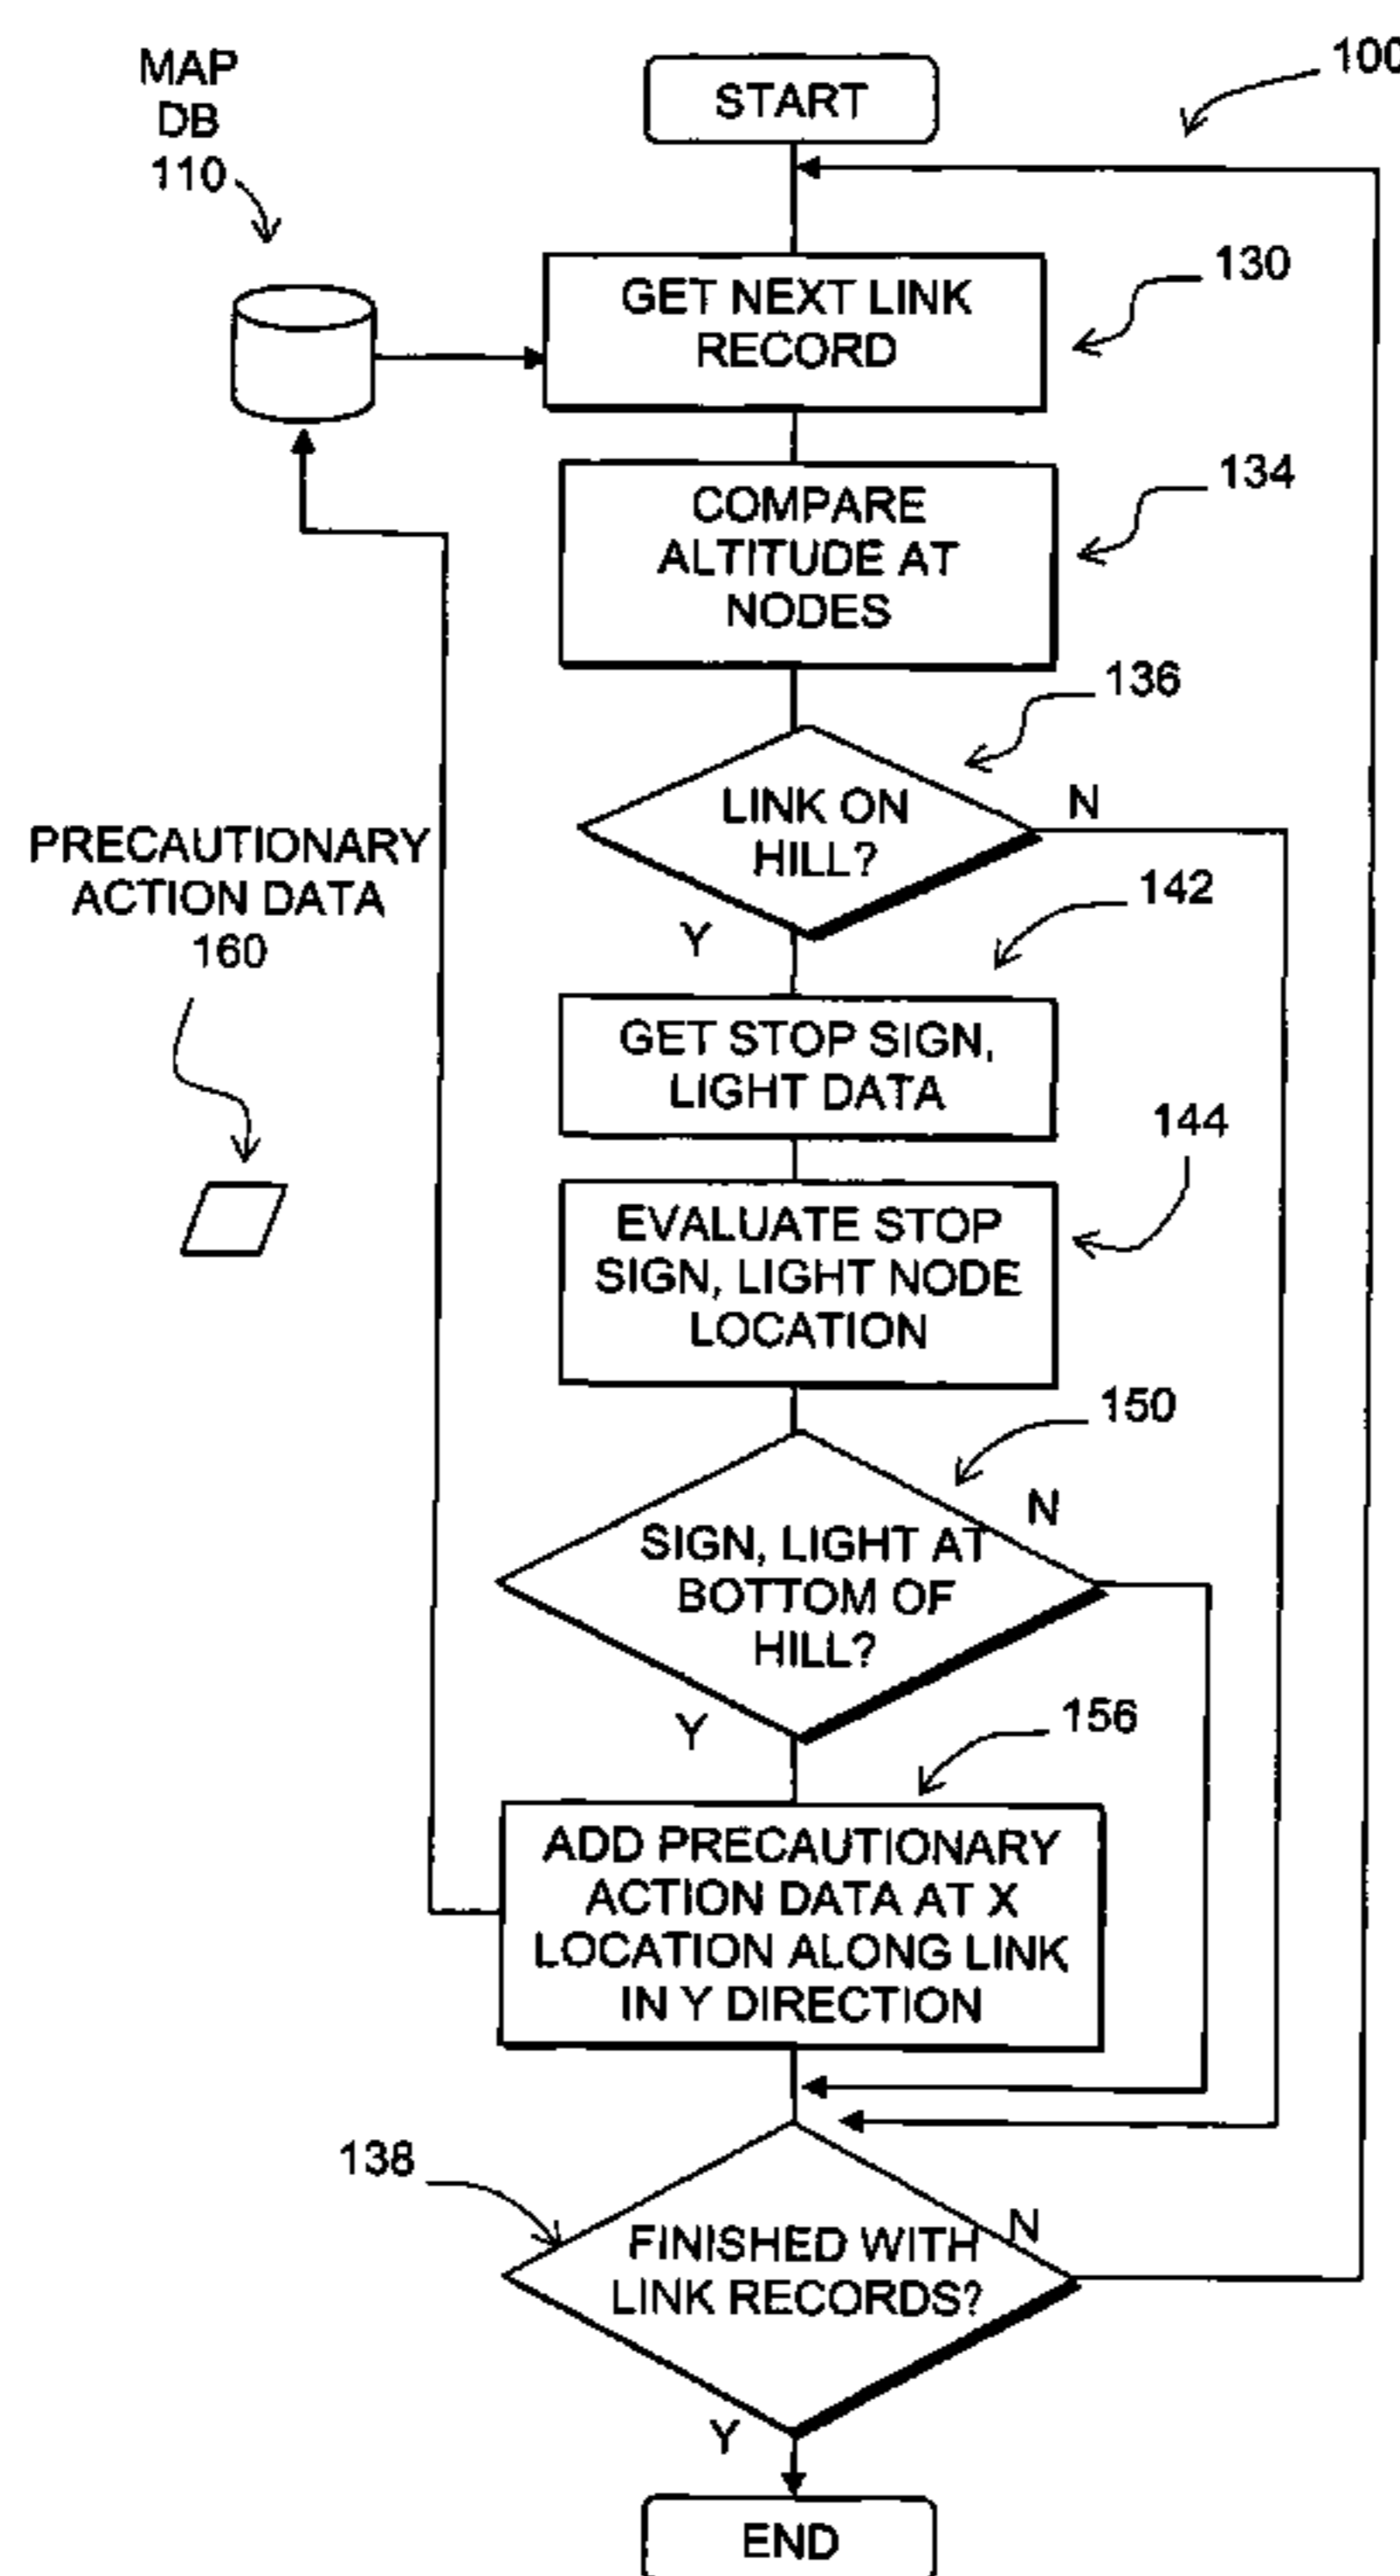 MAP
DB
110
START
100
GET NEXT LINK
RECORD
130
COMPARE
ALTITUDE AT
NODES
134
136
LINK ON
HILL?
N
Y
PRECAUTIONARY
ACTION DATA
160
142
GET STOP SIGN,
LIGHT DATA
144
EVALUATE STOP
SIGN, LIGHT NODE
LOCATION
150
N
SIGN, LIGHT AT
BOTTOM OF
HILL?
Y
156
ADD PRECAUTIONARY
ACTION DATA AT X
LOCATION ALONG LINK
IN Y DIRECTION
138
N
FINISHED WITH
LINK RECORDS?
Y
END